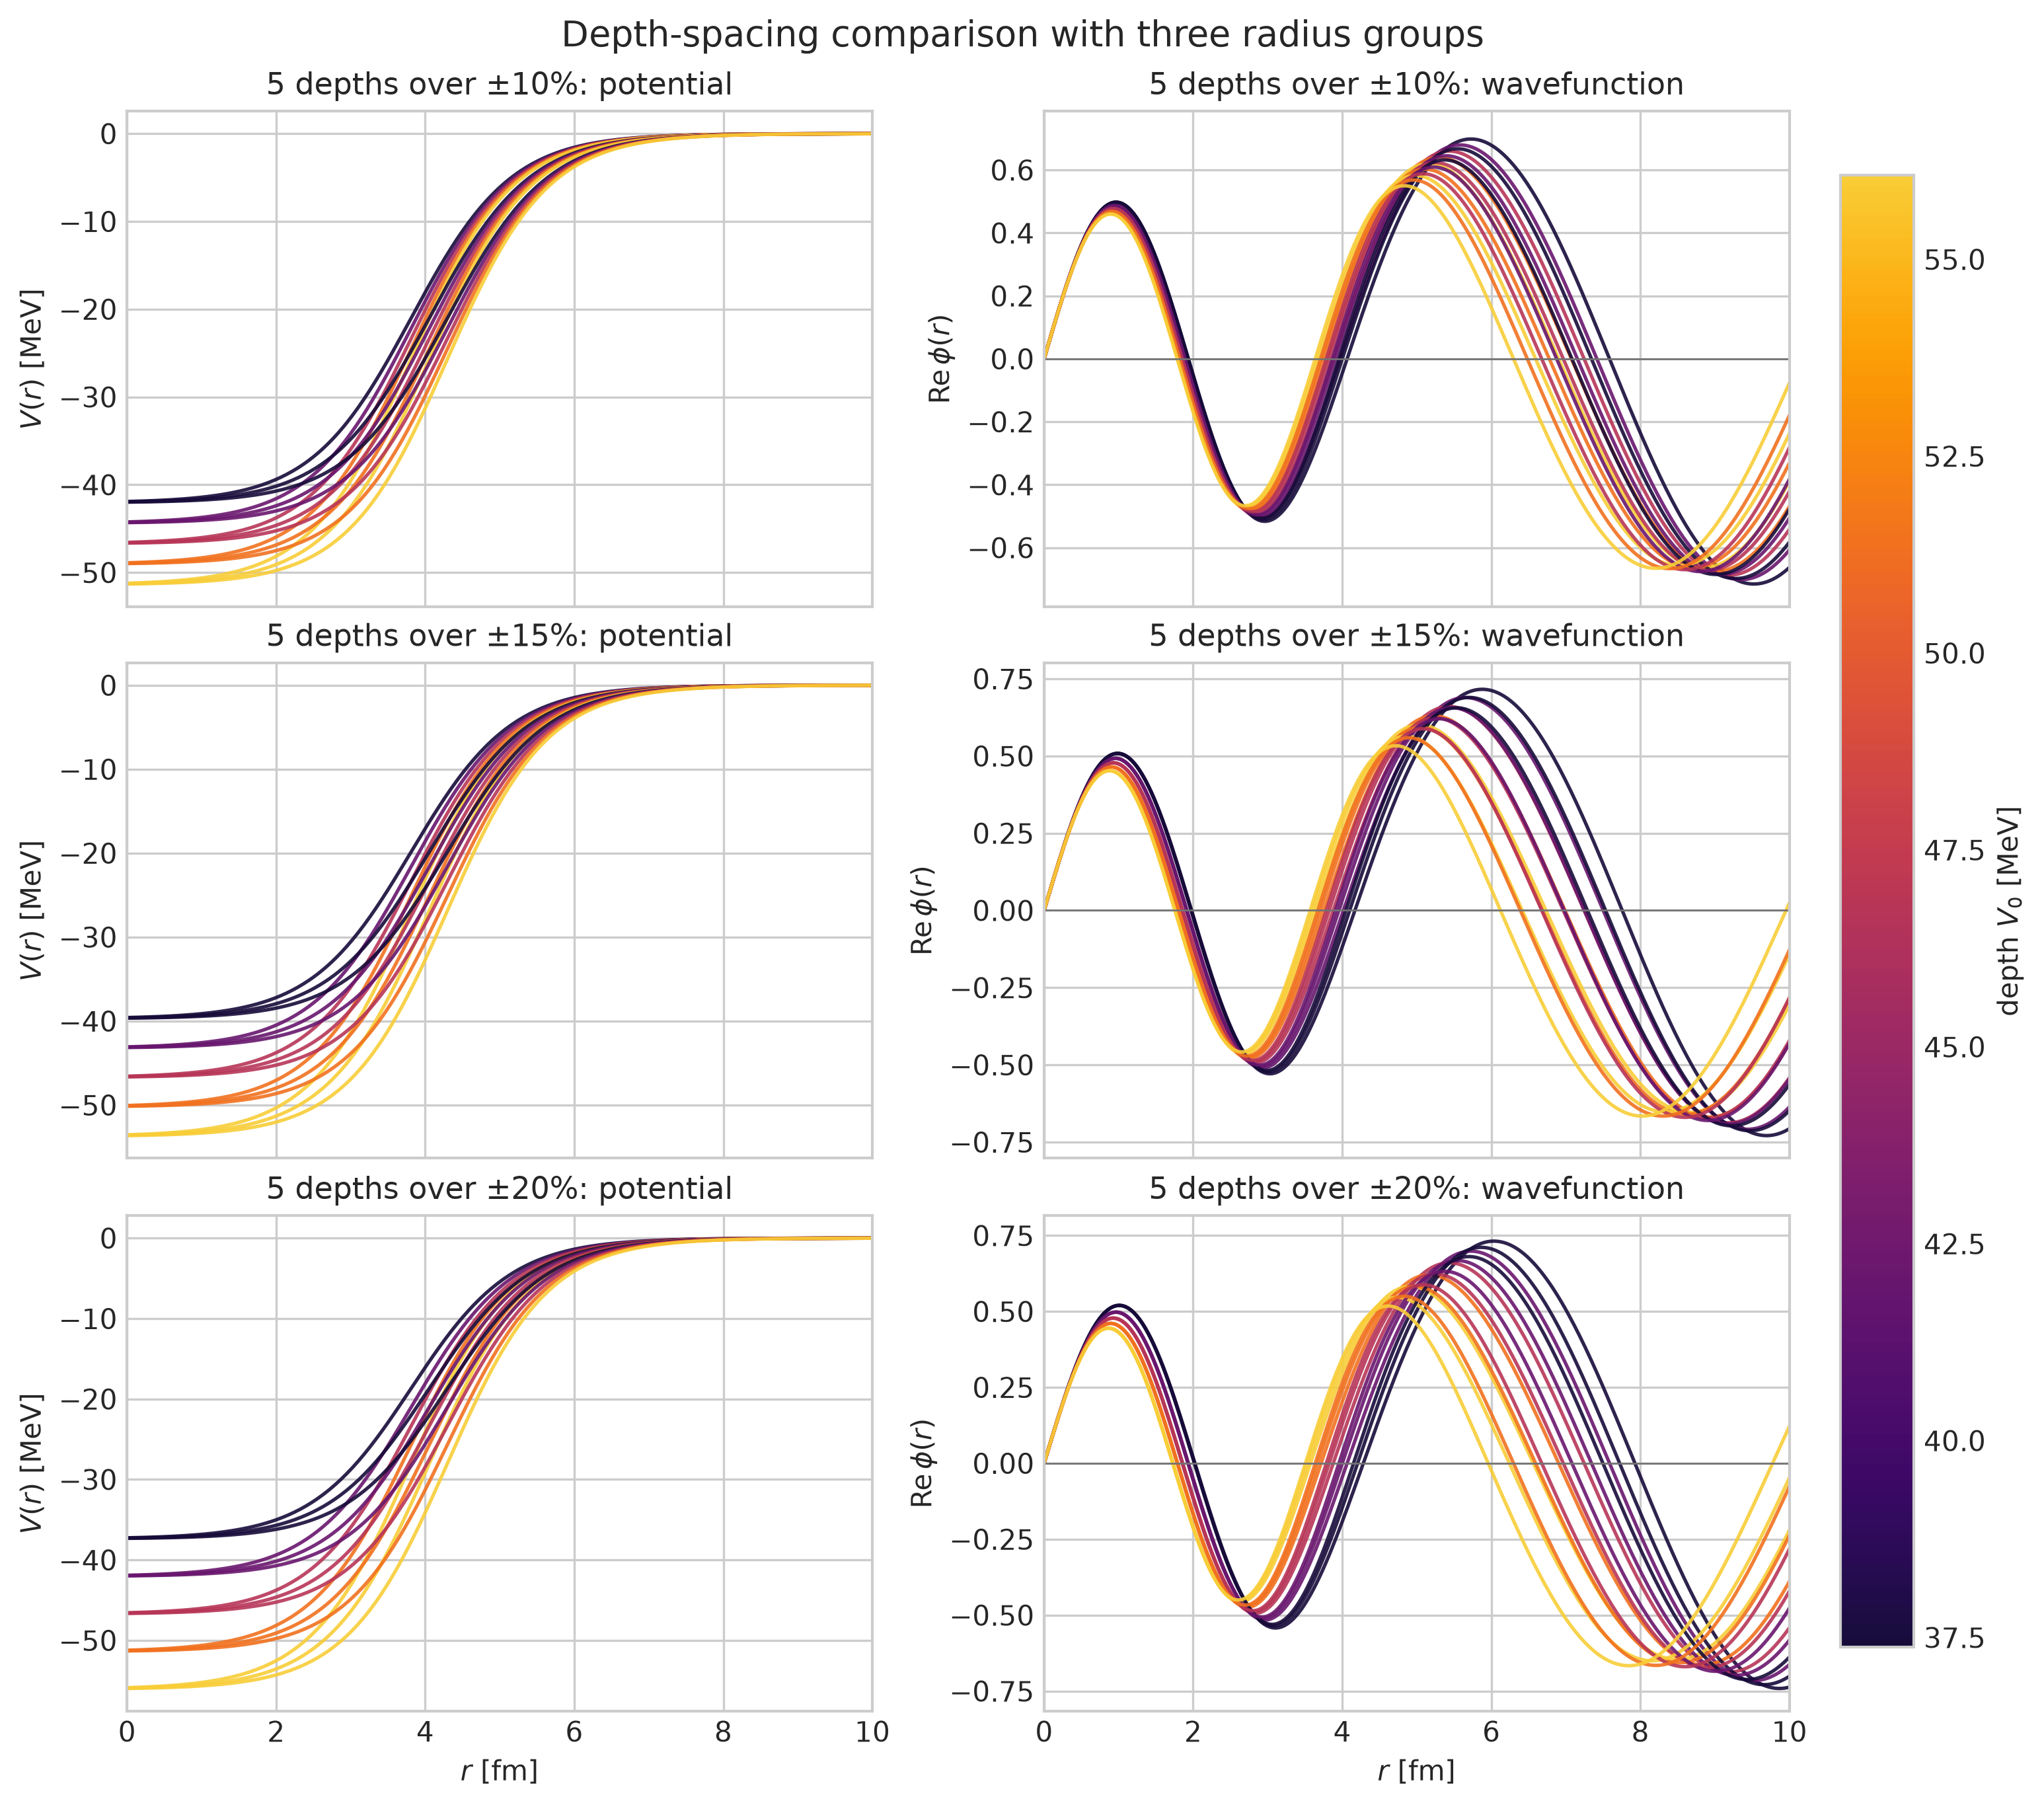 Depth-spacing comparison with three radius groups
5 depths over ±10%: potential
5 depths over ±10%: wavefunction
0
−10
−20
−30
−40
−50
V(r) [MeV]
0.6
0.4
0.2
0.0
−0.2
−0.4
−0.6
Re ϕ(r)
5 depths over ±15%: potential
5 depths over ±15%: wavefunction
0
−10
−20
−30
−40
−50
V(r) [MeV]
0.75
0.50
0.25
0.00
−0.25
−0.50
−0.75
Re ϕ(r)
5 depths over ±20%: potential
5 depths over ±20%: wavefunction
0
−10
−20
−30
−40
−50
V(r) [MeV]
0 2 4 6 8 10
r [fm]
0.75
0.50
0.25
0.00
−0.25
−0.50
−0.75
Re ϕ(r)
0 2 4 6 8 10
r [fm]
55.0
52.5
50.0
47.5
45.0
42.5
40.0
37.5
depth V₀ [MeV]